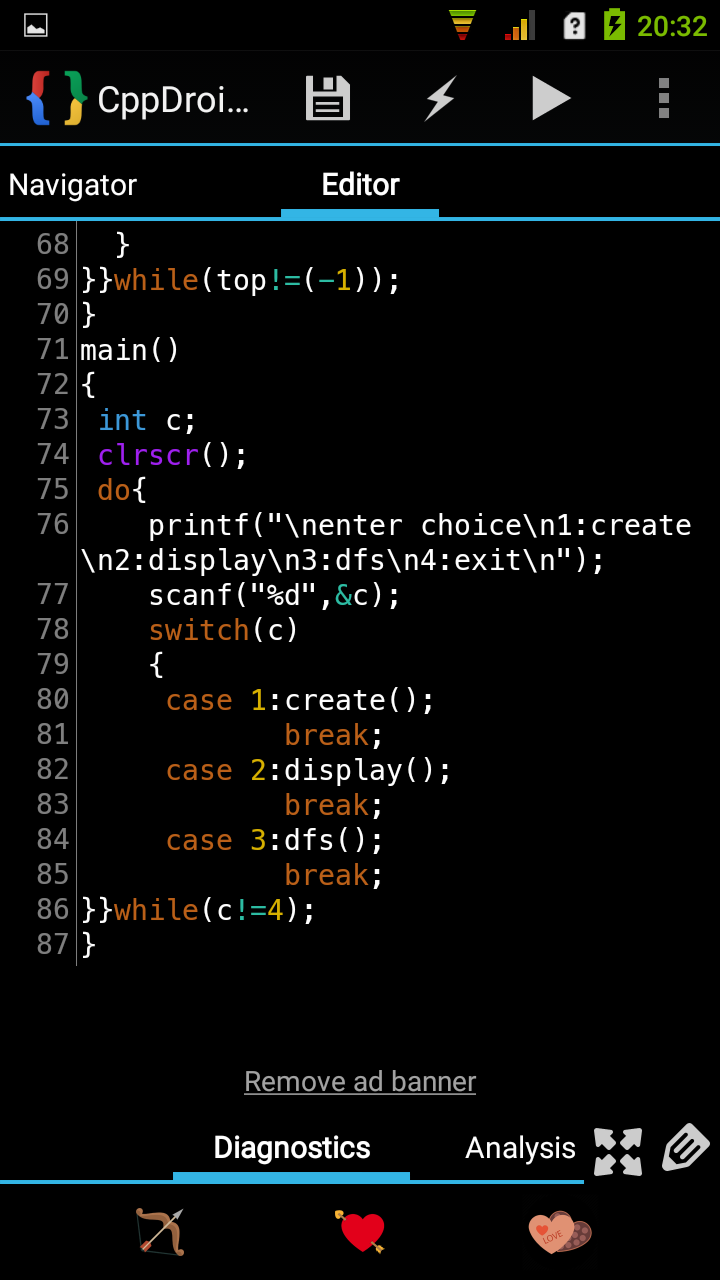 20:32
CppDroi...
Navigator Editor
68 }
69 }}while(top!=(-1));
70 }
71 main()
72 {
73 int c;
74 clrscr();
75 do{
76 printf("\nenter choice\n1:create
\n2:display\n3:dfs\n4:exit\n");
77 scanf("%d",&c);
78 switch(c)
79 {
80 case 1:create();
81 break;
82 case 2:display();
83 break;
84 case 3:dfs();
85 break;
86 }}while(c!=4);
87 }
Remove ad banner
Diagnostics Analysis
LOVE